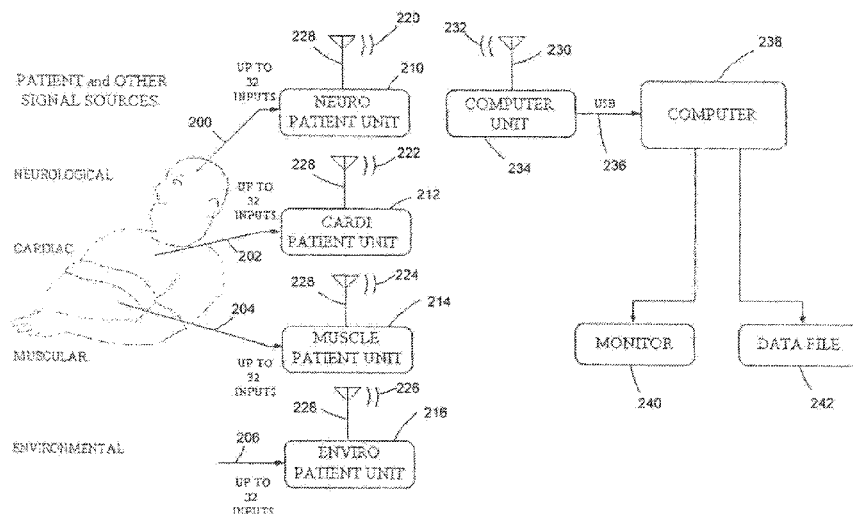 PATIENT and OTHER
SIGNAL SOURCES
200
UP TO
32
INPUTS
228
220
210
NEURO
PATIENT UNIT
232
230
COMPUTER
UNIT
234
USB
236
238
COMPUTER
NEUROLOGICAL
UP TO
32
INPUTS
228
222
212
CARDI
PATIENT UNIT
CARDIAC
202
228
224
214
204
MUSCLE
PATIENT UNIT
MUSCULAR
UP TO
32
INPUTS
MONITOR
240
DATA FILE
242
228
226
216
ENVIRONMENTAL
206
ENVIRO
PATIENT UNIT
UP TO
32
INPUTS